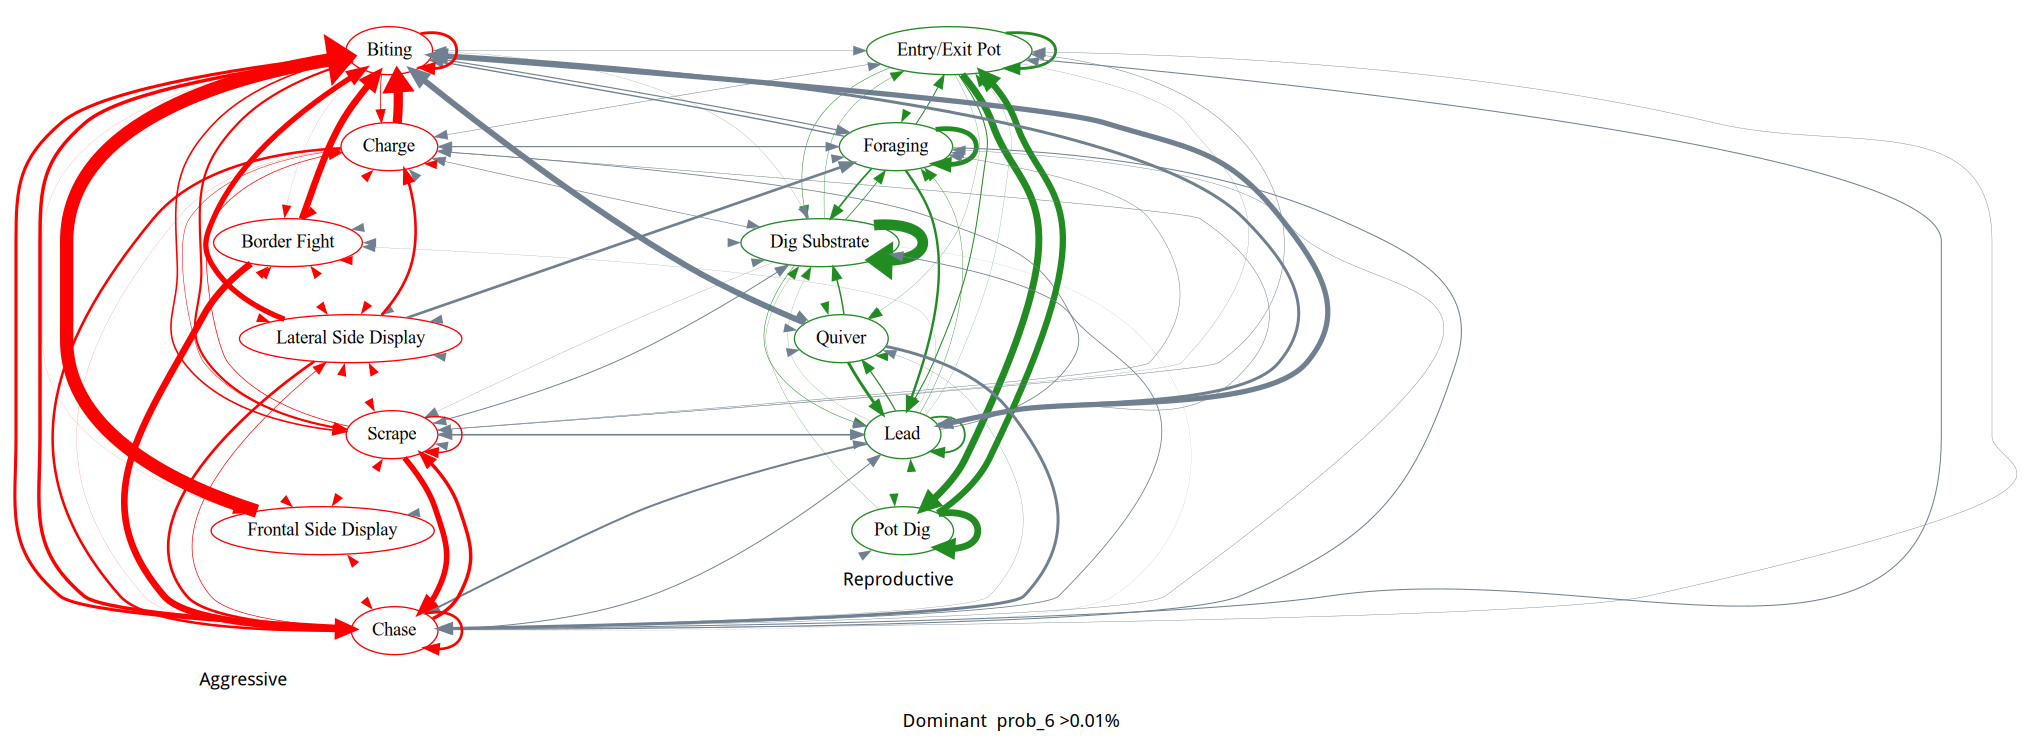 Biting
Entry/Exit Pot
Charge
Foraging
Border Fight
Dig Substrate
Lateral Side Display
Quiver
Scrape
Lead
Frontal Side Display
Pot Dig
Reproductive
Chase
Aggressive
Dominant  prob_6 >0.01%